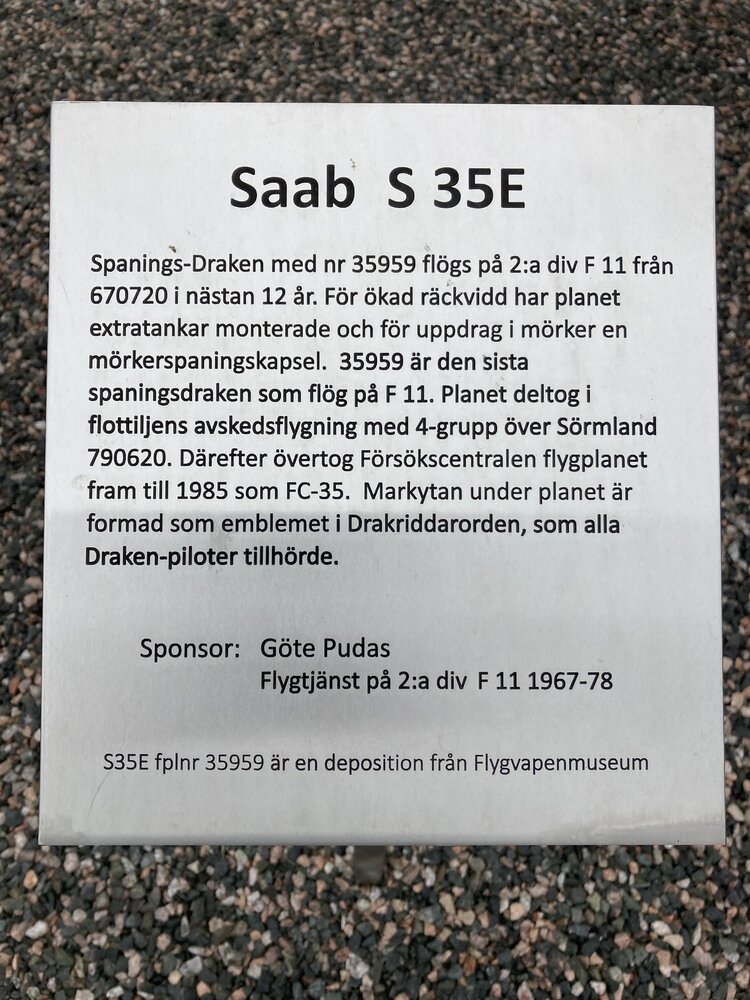 Saab S 35E
Spanings-Draken med nr 35959 flögs på 2:a div F 11 från
670720 i nästan 12 år. För ökad räckvidd har planet
extratankar monterade och för uppdrag i mörker en
mörkerspaningskapsel. 35959 är den sista
spaningsdraken som flög på F 11. Planet deltog i
flottiljens avskedsflygning med 4-grupp över Sörmland
790620. Därefter övertog Försökscentralen flygplanet
fram till 1985 som FC-35. Markytan under planet är
formad som emblemet i Drakriddarorden, som alla
Draken-piloter tillhörde.
Sponsor: Göte Pudas
Flygtjänst på 2:a div F 11 1967-78
S35E fplnr 35959 är en deposition från Flygvapenmuseum